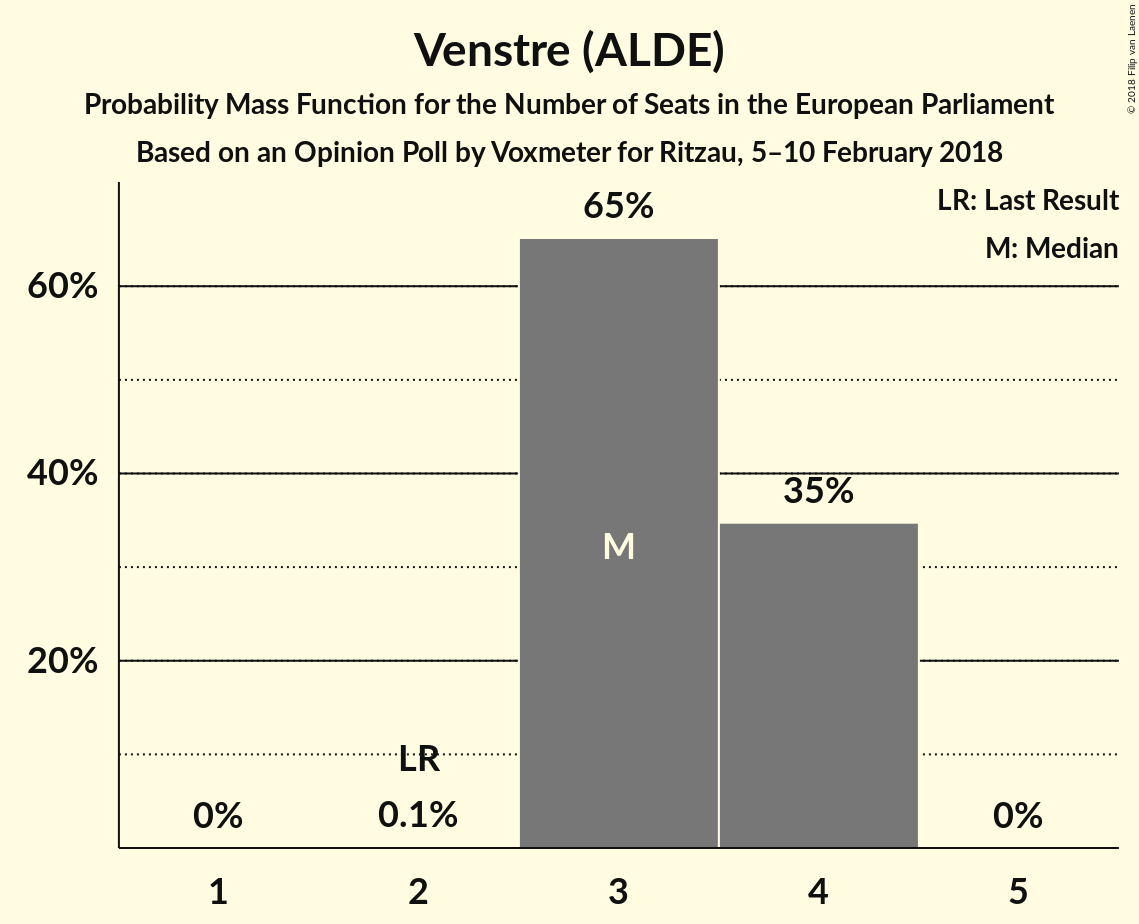 Venstre (ALDE)
Probability Mass Function for the Number of Seats in the European Parliament
Based on an Opinion Poll by Voxmeter for Ritzau, 5–10 February 2018
© 2018 Filip van Laenen
LR: Last Result
M: Median
65%
60%
40%
35%
M
20%
LR
0%
0.1%
0%
1
2
3
4
5